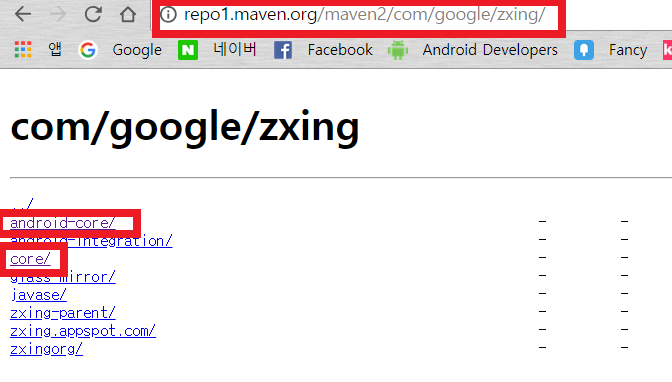 repo1.maven.org/maven2/com/google/zxing/
앱 Google 네이버 Facebook Android Developers Fancy
com/google/zxing
../
android-core/ - -
android-integration/ - -
core/ - -
glass-mirror/ - -
javase/ - -
zxing-parent/ - -
zxing.appspot.com/ - -
zxingorg/ - -